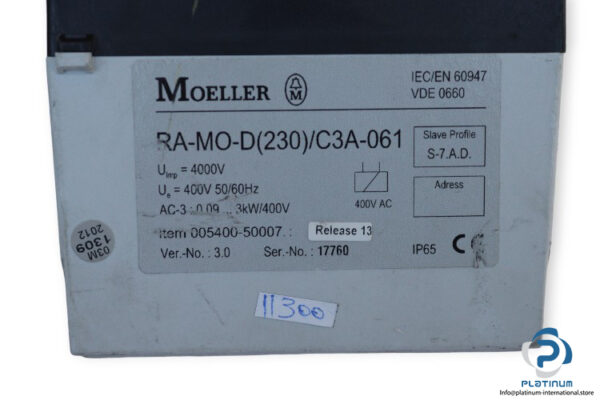 MOELLER M
IEC/EN 60947
VDE 0660
RA-MO-D(230)/C3A-061
Slave Profile
S-7.A.D.
Uimp = 4000V
Ue = 400V 50/60Hz
AC-3 : 0,09 ... 3kW/400V
400V AC
Adress
Item 005400-50007. :
Release 13
Ver.-No. : 3.0
Ser.-No. : 17760
IP65 CE
03M
1309
2012
11300
PLATINUM
Info@platinum-international.store